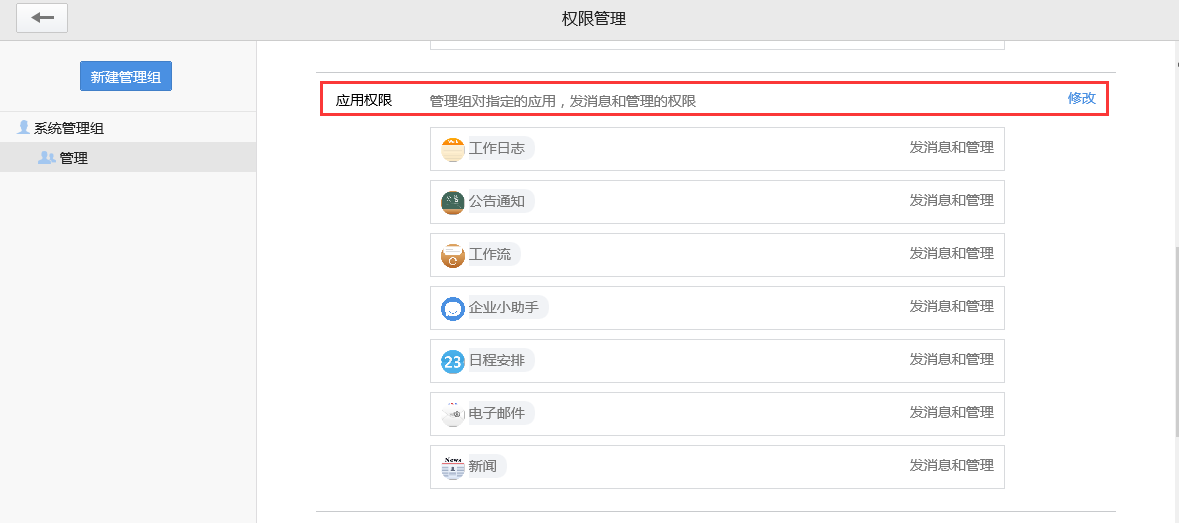 权限管理
新建管理组
系统管理组
管理
应用权限 管理组对指定的应用，发消息和管理的权限 修改
工作日志 发消息和管理
公告通知 发消息和管理
工作流 发消息和管理
企业小助手 发消息和管理
23 日程安排 发消息和管理
电子邮件 发消息和管理
News 新闻 发消息和管理